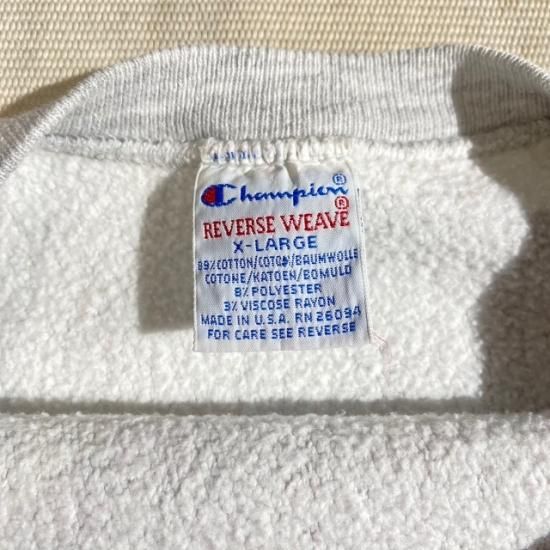 Champion®
REVERSE WEAVE®
X-LARGE
89% COTTON/COTON/BAUMWOLLE
COTONE/KATOEN/BOMULD
8% POLYESTER
3% VISCOSE RAYON
MADE IN U.S.A. RN 26094
FOR CARE SEE REVERSE